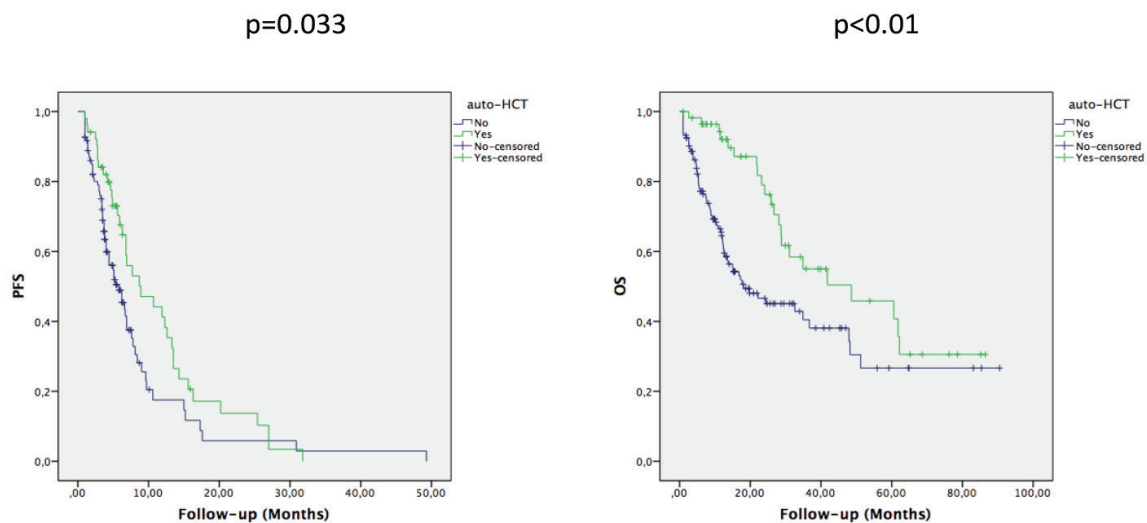 p=0.033
auto-HCT
No
Yes
No-censored
Yes-censored
1,0
0,8
0,6
0,4
0,2
0,0
PFS
,00 10,00 20,00 30,00 40,00 50,00
Follow-up (Months)
p<0.01
auto-HCT
No
Yes
No-censored
Yes-censored
1,0
0,8
0,6
0,4
0,2
0,0
OS
,00 20,00 40,00 60,00 80,00 100,00
Follow-up (Months)